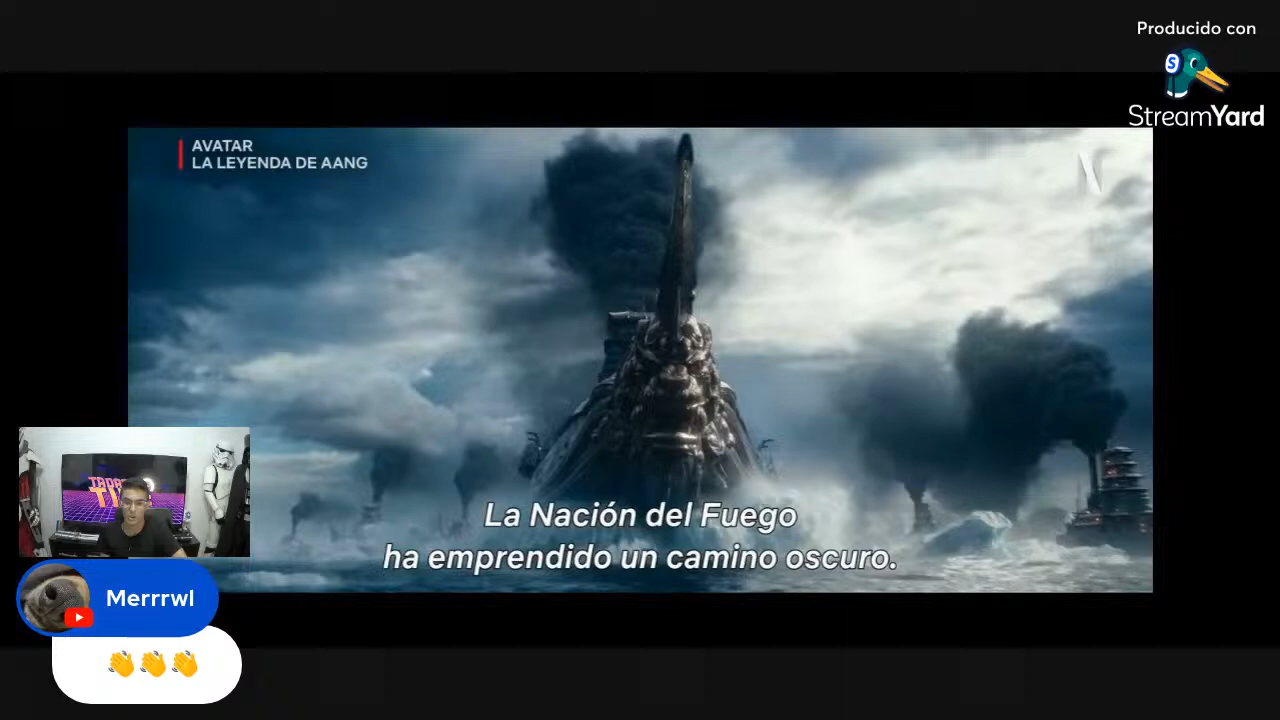 Producido con
S
StreamYard
AVATAR
LA LEYENDA DE AANG
N
La Nación del Fuego
ha emprendido un camino oscuro.
Merrrwl